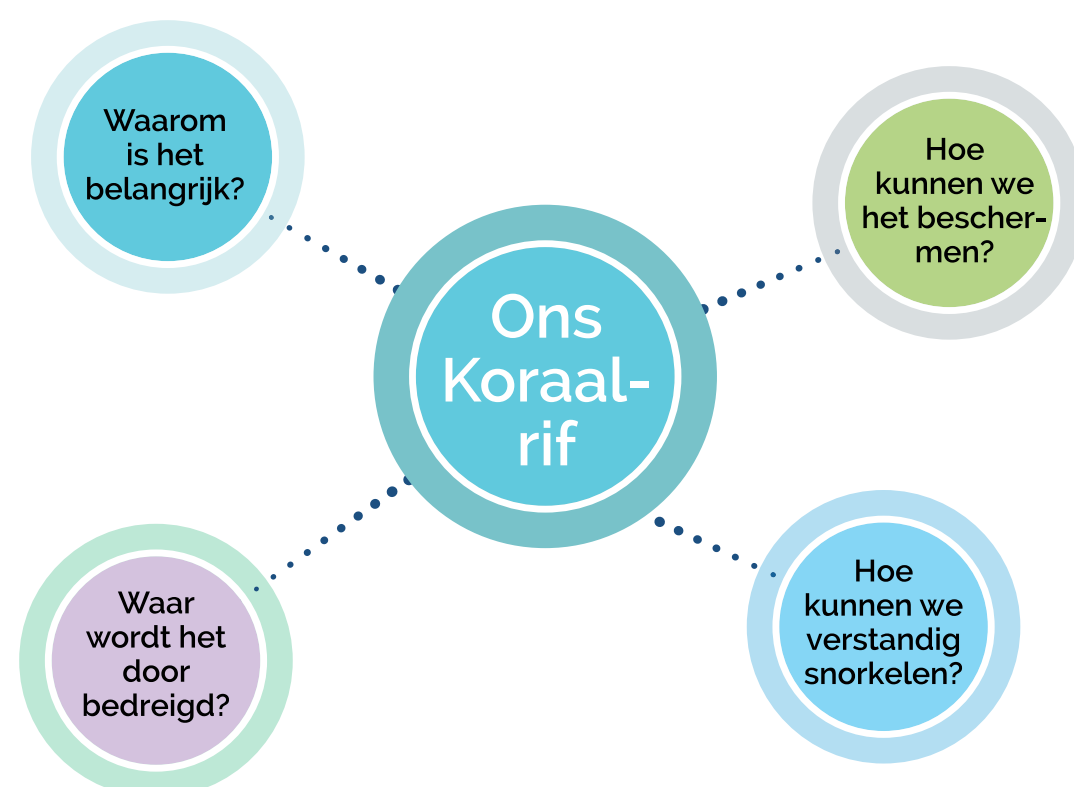 Waarom
is het
belangrijk?
Hoe
kunnen we
het bescher-
men?
Ons
Koraal-
rif
Waar
wordt het
door
bedreigd?
Hoe
kunnen we
verstandig
snorkelen?